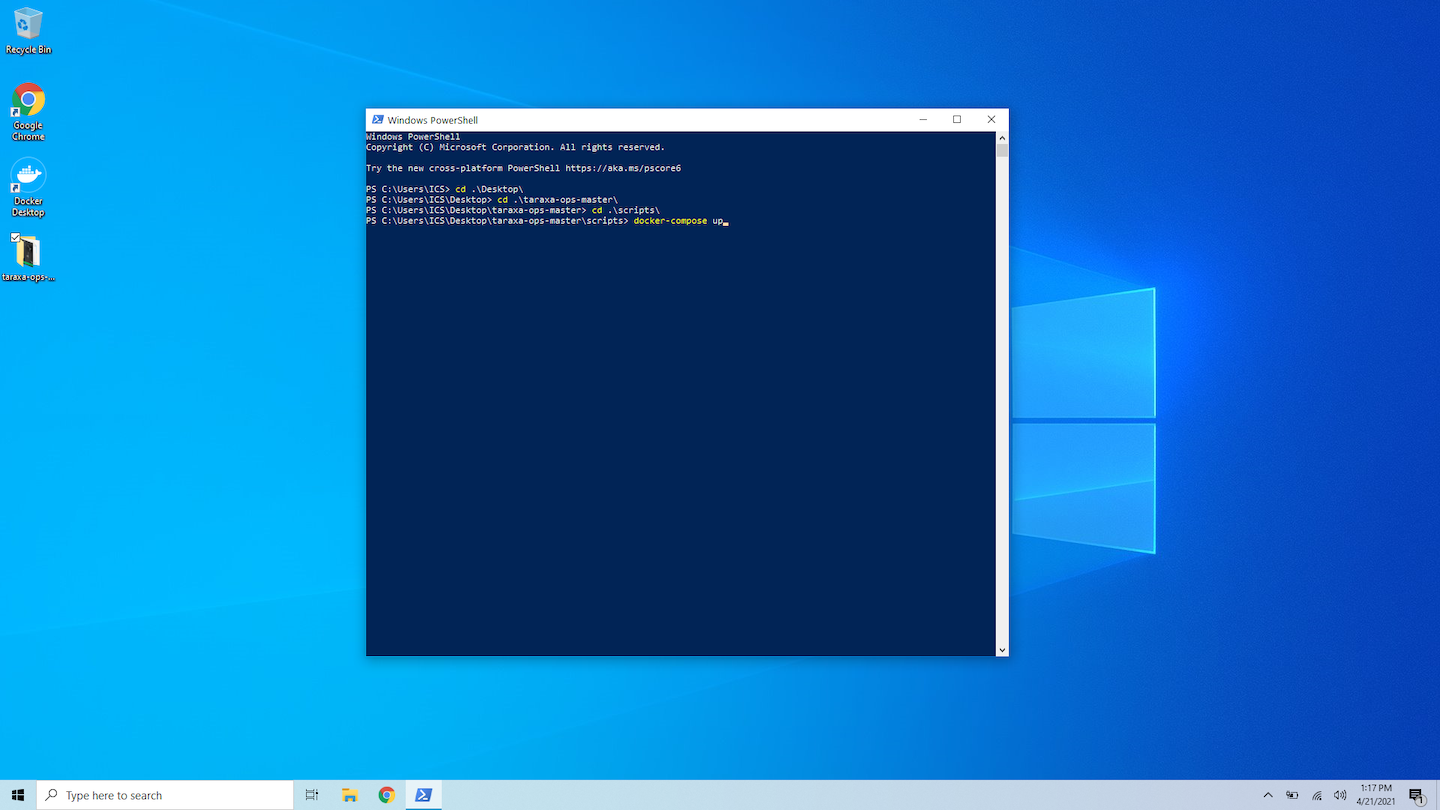 Recycle Bin
Google
Chrome
Docker
Desktop
taraxa-ops-...
Windows PowerShell
Windows PowerShell
Copyright (C) Microsoft Corporation. All rights reserved.
Try the new cross-platform PowerShell https://aka.ms/pscore6
PS C:\Users\ICS> cd .\Desktop\
PS C:\Users\ICS\Desktop> cd .\taraxa-ops-master\
PS C:\Users\ICS\Desktop\taraxa-ops-master> cd .\scripts\
PS C:\Users\ICS\Desktop\taraxa-ops-master\scripts> docker-compose up
Type here to search
1:17 PM
4/21/2021
1